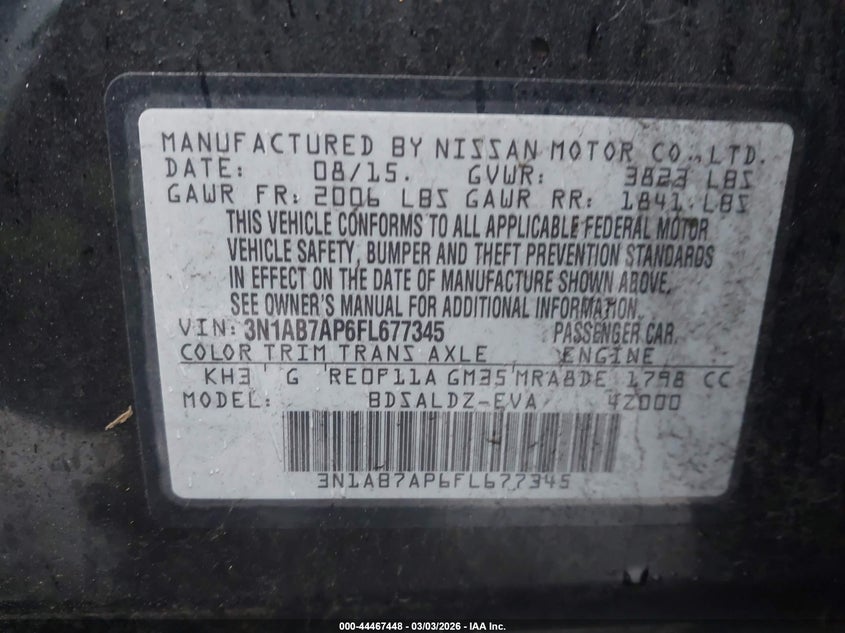 MANUFACTURED BY NISSAN MOTOR CO., LTD.
DATE: 08/15. GVWR: 3823 LBS
GAWR FR: 2006 LBS GAWR RR: 1841 LBS
THIS VEHICLE CONFORMS TO ALL APPLICABLE FEDERAL MOTOR
VEHICLE SAFETY, BUMPER AND THEFT PREVENTION STANDARDS
IN EFFECT ON THE DATE OF MANUFACTURE SHOWN ABOVE.
SEE OWNER'S MANUAL FOR ADDITIONAL INFORMATION.
VIN: 3N1AB7AP6FL677345 PASSENGER CAR.
COLOR TRIM TRANS AXLE ENGINE
KH3 G RE0F11A GM35 MRA8DE 1798 CC
MODEL: BDSALDZ-EVA 42000
3N1AB7AP6FL677345
000-44467448 - 03/03/2026 - IAA Inc.